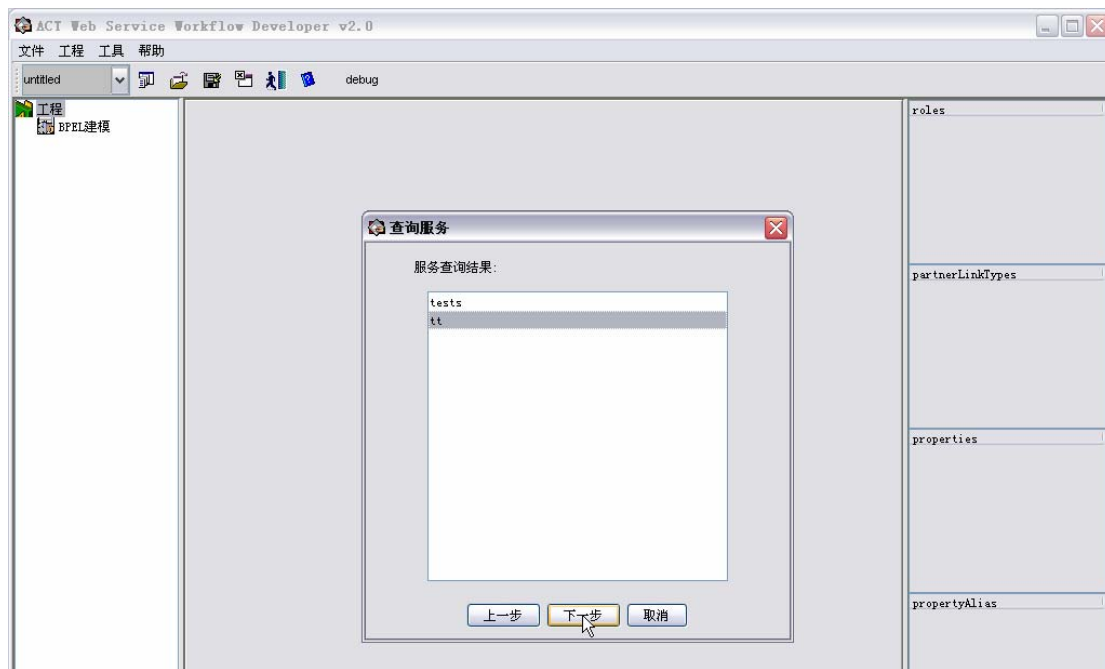 ACT Web Service Workflow Developer v2.0
文件 工程 工具 帮助
untitled debug
工程
BPEL建模
roles
partnerLinkTypes
properties
propertyAlias
查询服务
服务查询结果:
tests
tt
上一步 下一步 取消